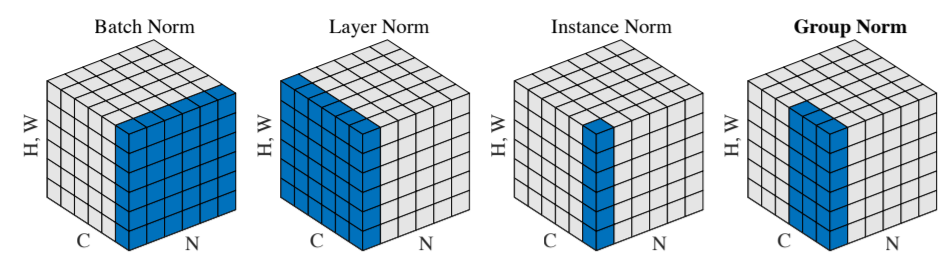 Batch Norm
Layer Norm
Instance Norm
Group Norm
H, W
C
N
H, W
C
N
H, W
C
N
H, W
C
N